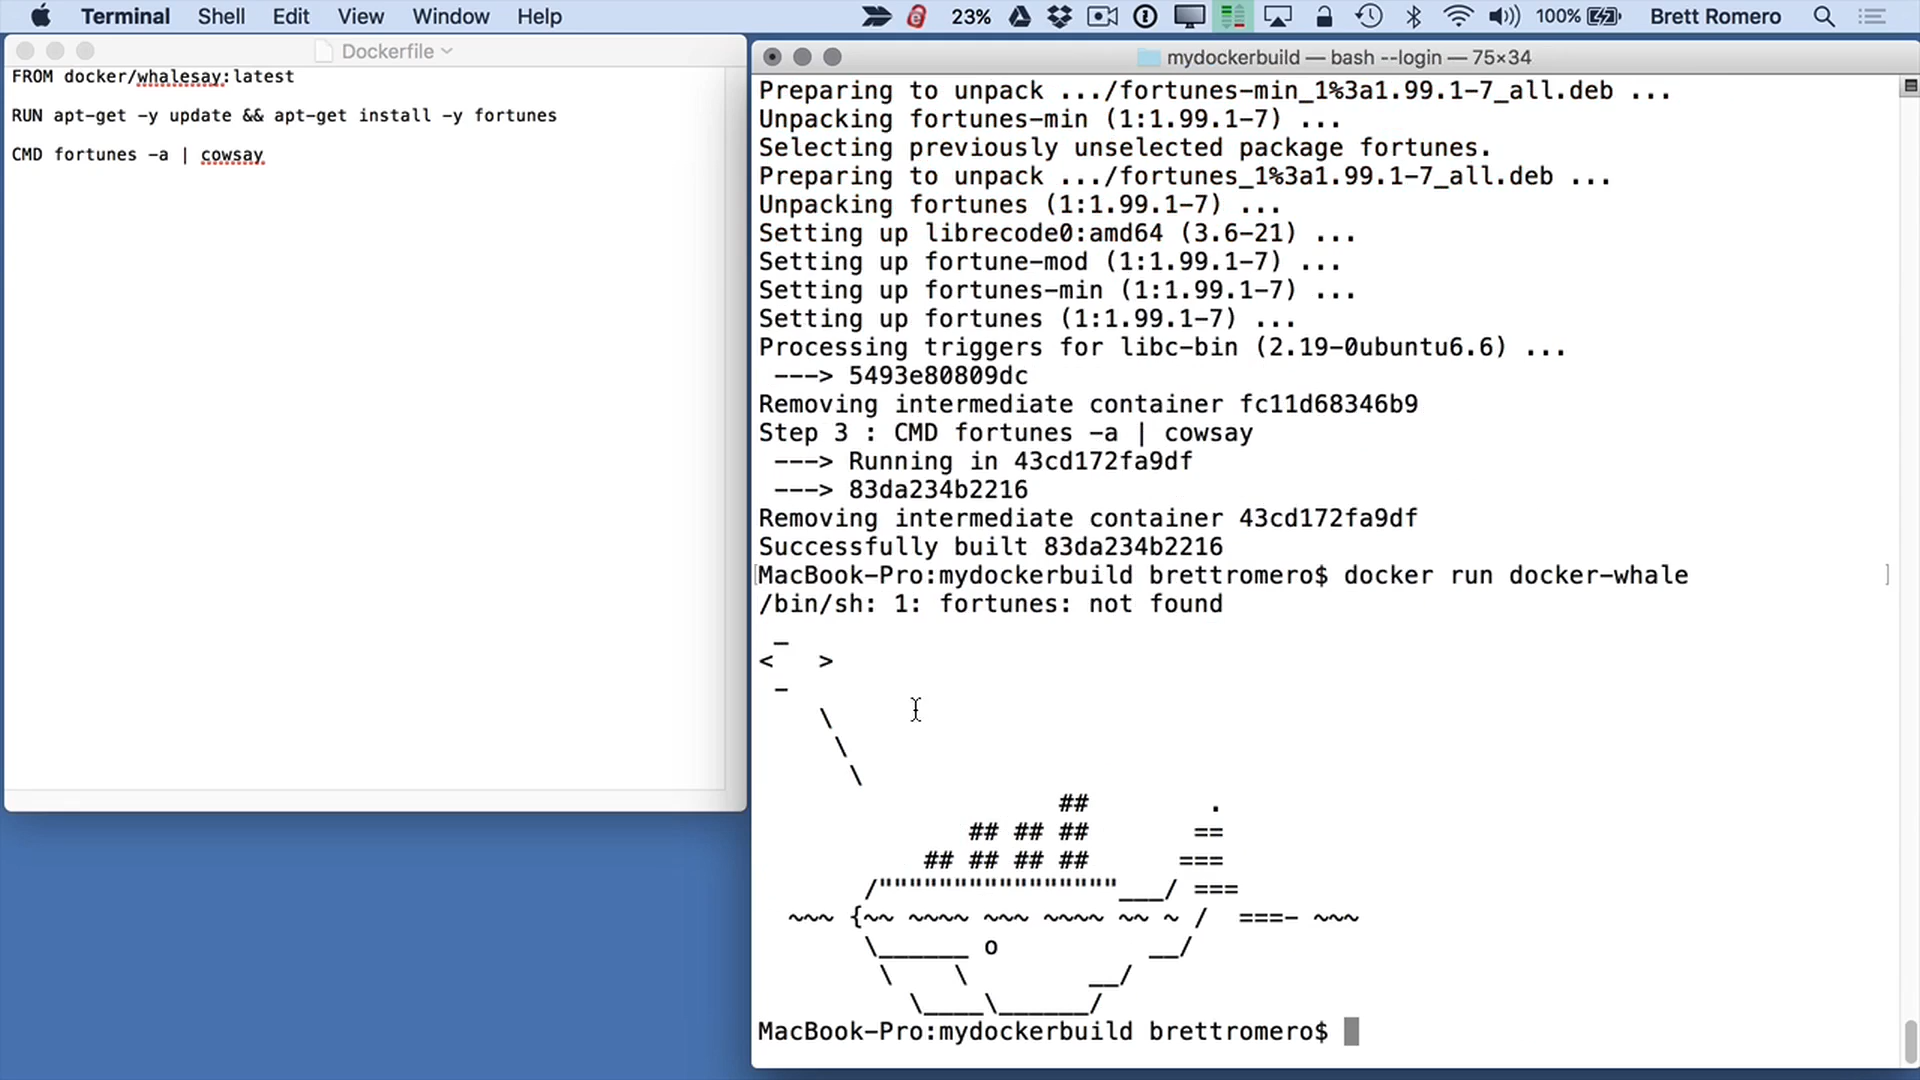 Terminal Shell Edit View Window Help 23% 100% Brett Romero
Dockerfile
FROM docker/whalesay:latest
RUN apt-get -y update && apt-get install -y fortunes
CMD fortunes -a | cowsay
mydockerbuild — bash --login — 75×34
Preparing to unpack .../fortunes-min_1%3a1.99.1-7_all.deb ...
Unpacking fortunes-min (1:1.99.1-7) ...
Selecting previously unselected package fortunes.
Preparing to unpack .../fortunes_1%3a1.99.1-7_all.deb ...
Unpacking fortunes (1:1.99.1-7) ...
Setting up librecode0:amd64 (3.6-21) ...
Setting up fortune-mod (1:1.99.1-7) ...
Setting up fortunes-min (1:1.99.1-7) ...
Setting up fortunes (1:1.99.1-7) ...
Processing triggers for libc-bin (2.19-0ubuntu6.6) ...
 ---> 5493e80809dc
Removing intermediate container fc11d68346b9
Step 3 : CMD fortunes -a | cowsay
 ---> Running in 43cd172fa9df
 ---> 83da234b2216
Removing intermediate container 43cd172fa9df
Successfully built 83da234b2216
MacBook-Pro:mydockerbuild brettromero$ docker run docker-whale
/bin/sh: 1: fortunes: not found
 _
<   >
 -
    \
     \
      \
                    ##        .
              ## ## ##       ==
           ## ## ## ##      ===
       /""""""""""""""""___/ ===
  ~~~ {~~ ~~~~ ~~~ ~~~~ ~~ ~ /  ===- ~~~
       \______ o          __/
        \    \        __/
          \____\______/
MacBook-Pro:mydockerbuild brettromero$